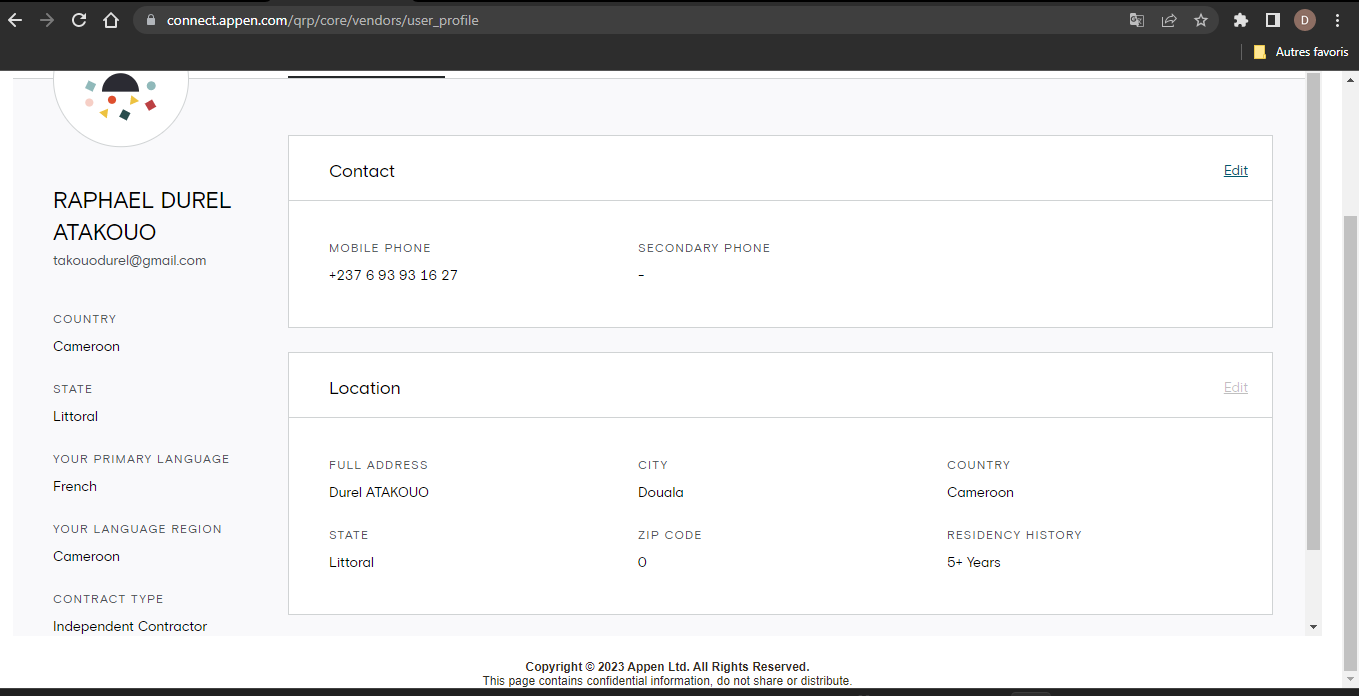 connect.appen.com/qrp/core/vendors/user_profile
D
Autres favoris
RAPHAEL DUREL
ATAKOUO
takouodurel@gmail.com
COUNTRY
Cameroon
STATE
Littoral
YOUR PRIMARY LANGUAGE
French
YOUR LANGUAGE REGION
Cameroon
CONTRACT TYPE
Independent Contractor
Contact
Edit
MOBILE PHONE
SECONDARY PHONE
+237 6 93 93 16 27
-
Location
Edit
FULL ADDRESS
CITY
COUNTRY
Durel ATAKOUO
Douala
Cameroon
STATE
ZIP CODE
RESIDENCY HISTORY
Littoral
0
5+ Years
Copyright © 2023 Appen Ltd. All Rights Reserved.
This page contains confidential information, do not share or distribute.